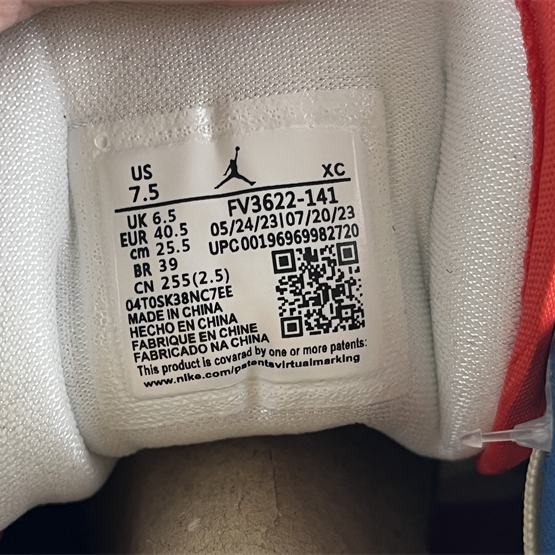 US XC
7.5
UK 6.5 FV3622-141
EUR 40.5 05/24/23|07/20/23
cm 25.5 UPC00196969982720
BR 39
CN 255(2.5)
04T0SK38NC7EE
MADE IN CHINA
HECHO EN CHINA
FABRIQUE EN CHINE
FABRICADO NA CHINA
This product is covarad by one or more patents:
www.nike.com/patentsvirtualmarking